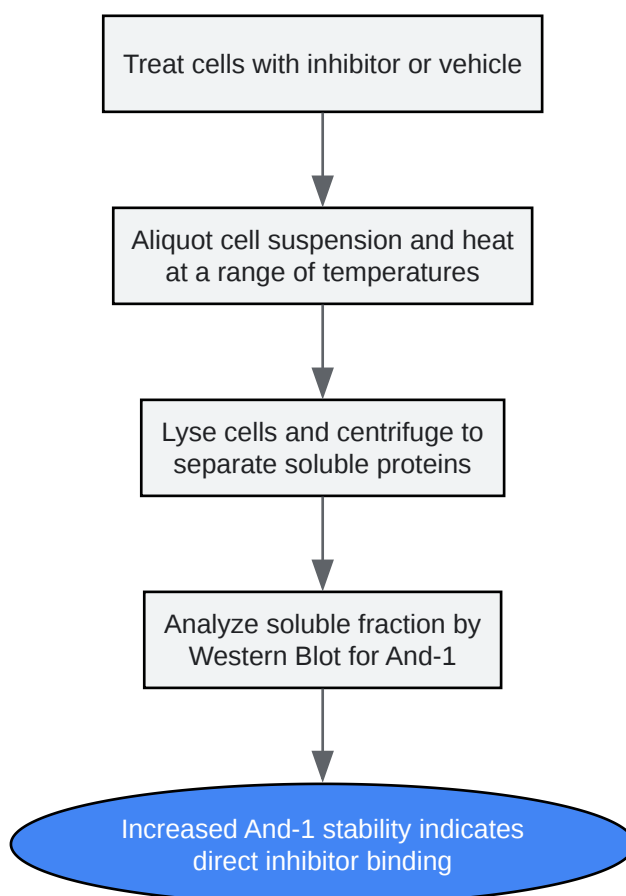 Treat cells with inhibitor or vehicle
Aliquot cell suspension and heat
at a range of temperatures
Lyse cells and centrifuge to
separate soluble proteins
Analyze soluble fraction by
Western Blot for And-1
Increased And-1 stability indicates
direct inhibitor binding